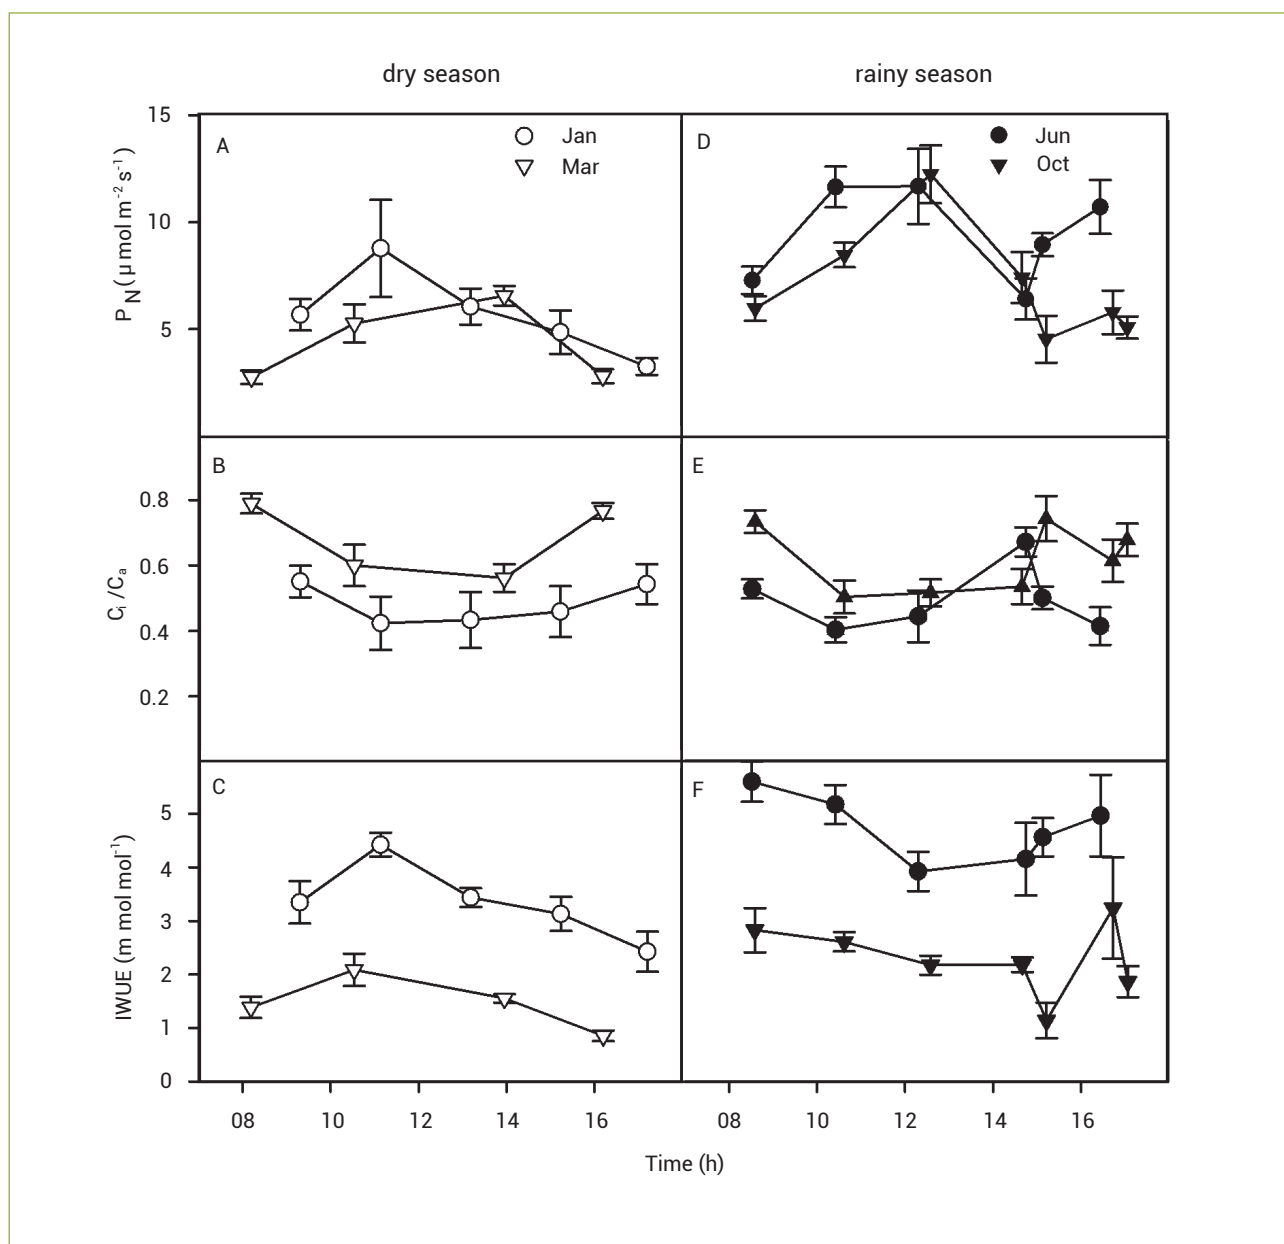 dry season
rainy season
15
10
5
P N (µ mol m⁻² s⁻¹)
A
Jan
Mar
D
Jun
Oct
0.8
0.6
0.4
0.2
Cᵢ /Cₐ
B
E
5
4
3
2
1
0
IWUE (m mol mol⁻¹)
C
F
08 10 12 14 16 08 10 12 14 16
Time (h)